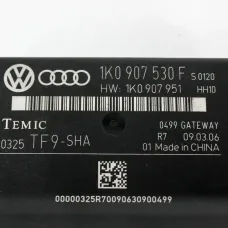 1K0 907 530 F S 0120
HW: 1K0 907 951 HH10
TEMIC 0499 GATEWAY
00325 TF9-SHA R7 09.03.06
01 Made in CHINA
00000325R70090630900499